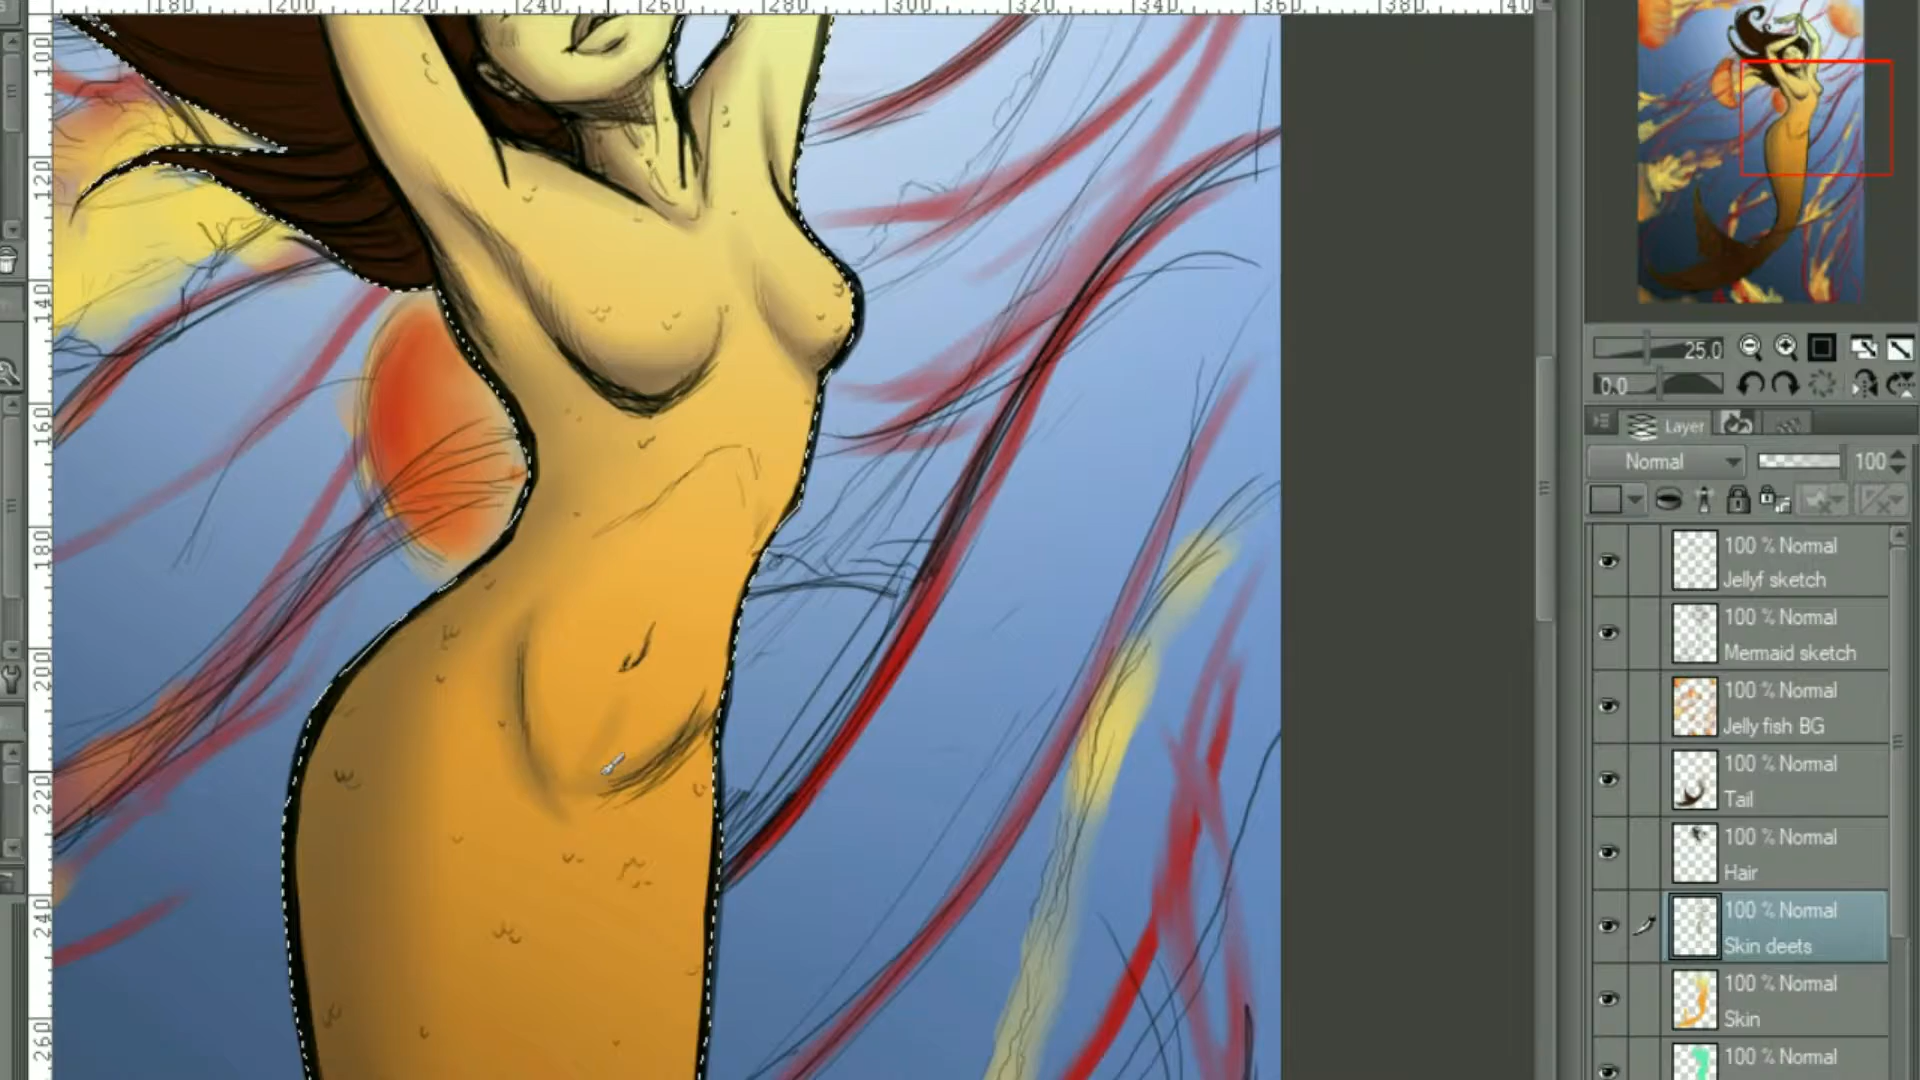 180 200 220 240 260 280 300 320 340 360 380 40
100
120
140
160
180
200
220
240
260
25.0
0.0
Layer
Normal 100
100 % Normal
Jellyf sketch
100 % Normal
Mermaid sketch
100 % Normal
Jelly fish BG
100 % Normal
Tail
100 % Normal
Hair
100 % Normal
Skin deets
100 % Normal
Skin
100 % Normal